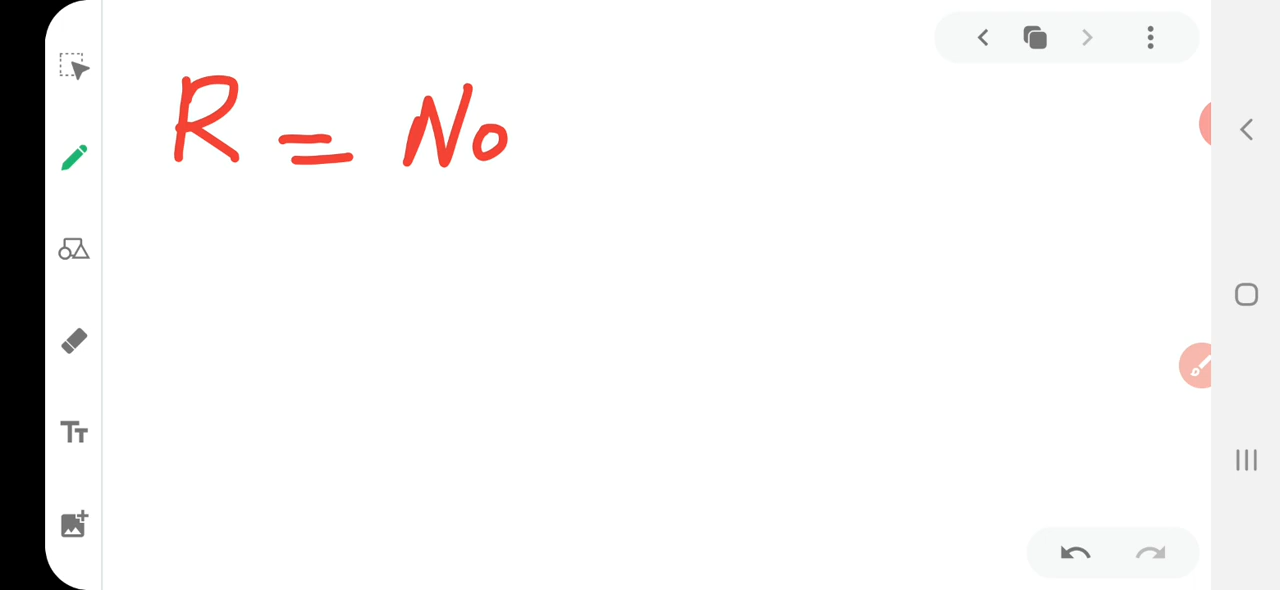 R = No